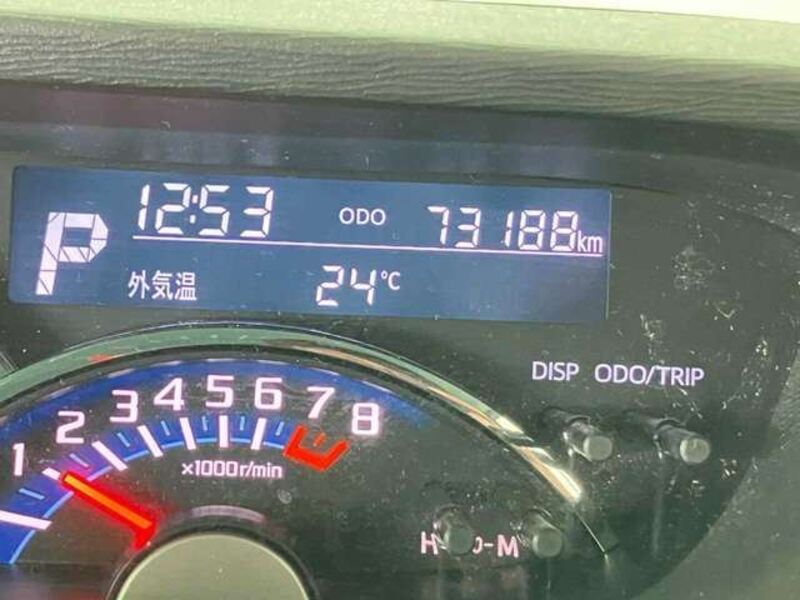 P 12:53 ODO 73188km
外気温 24℃
DISP ODO/TRIP
1 2 3 4 5 6 7 8
×1000r/min